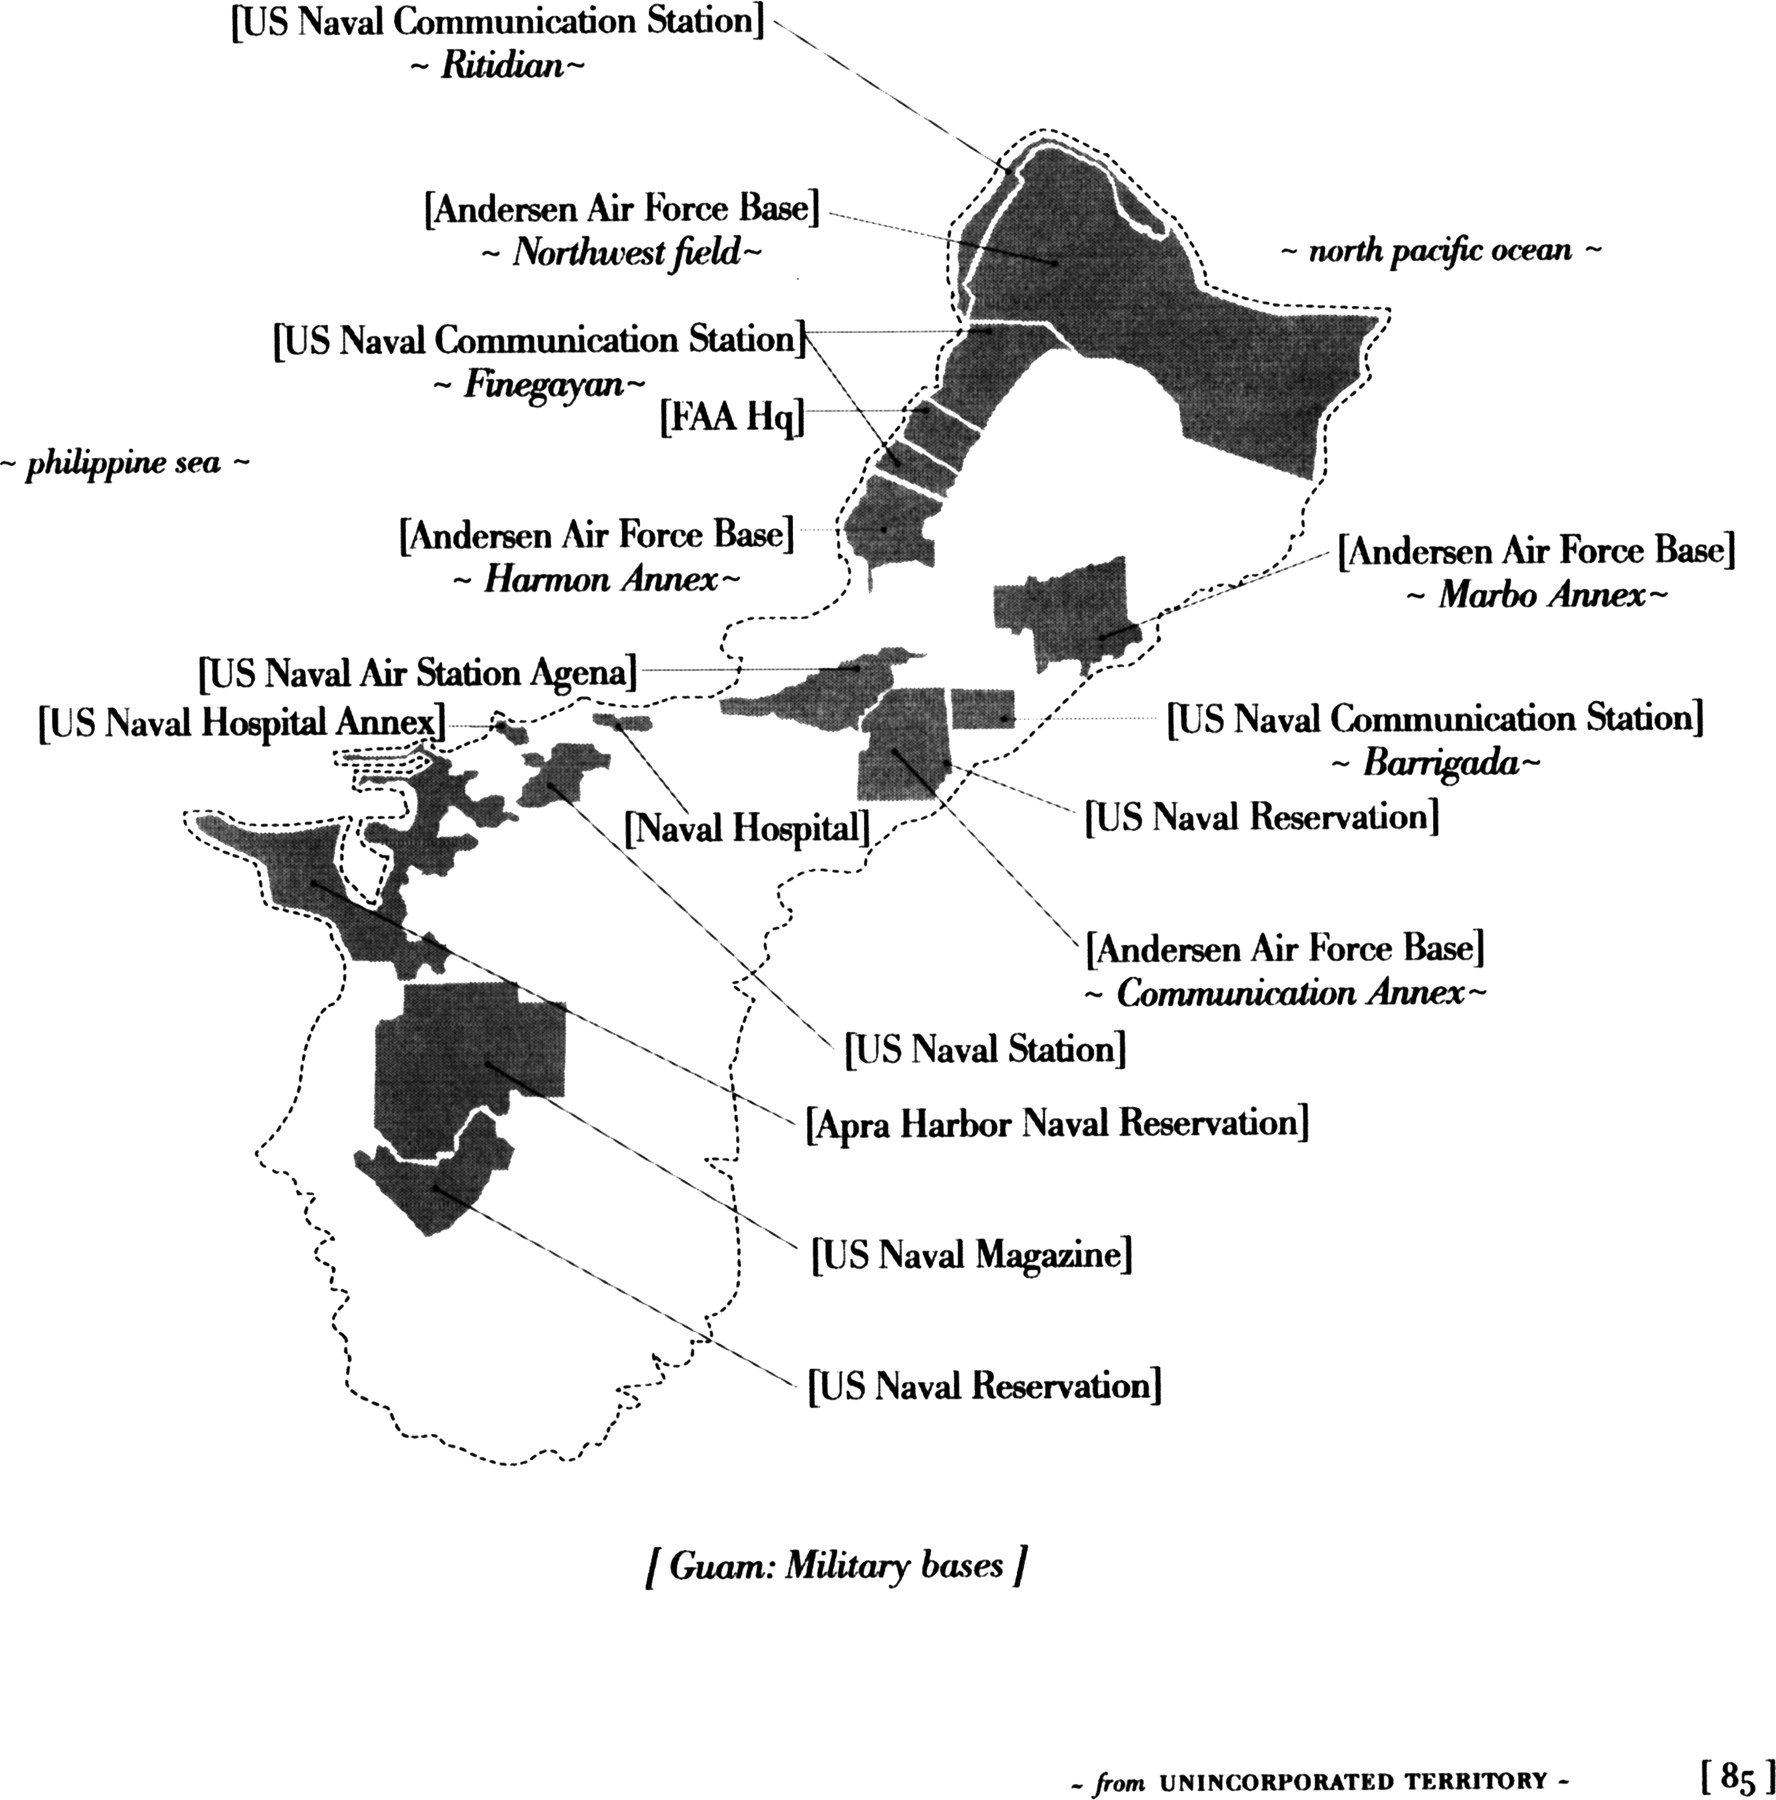 [US Naval Communication Station]
~ Ritidian~
[Andersen Air Force Base]
~ Northwest field~
~ north pacific ocean ~
[US Naval Communication Station]
~ Finegayan~
[FAA Hq]
~ philippine sea ~
[Andersen Air Force Base]
~ Harmon Annex~
[Andersen Air Force Base]
~ Marbo Annex~
[US Naval Air Station Agena]
[US Naval Hospital Annex]
[US Naval Communication Station]
~ Barrigada~
[US Naval Reservation]
[Naval Hospital]
[Andersen Air Force Base]
~ Communication Annex~
[US Naval Station]
[Apra Harbor Naval Reservation]
[US Naval Magazine]
[US Naval Reservation]
[ Guam: Military bases ]
~ from UNINCORPORATED TERRITORY ~ [ 85 ]